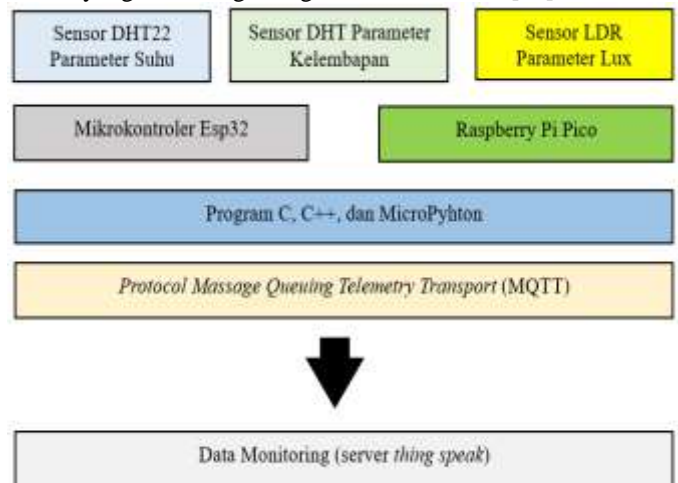 Sensor DHT22
Parameter Suhu
Sensor DHT Parameter
Kelembapan
Sensor LDR
Parameter Lux
Mikrokontroler Esp32
Raspberry Pi Pico
Program C, C++, dan MicroPyhton
Protocol Massage Queuing Telemetry Transport (MQTT)
Data Monitoring (server thing speak)